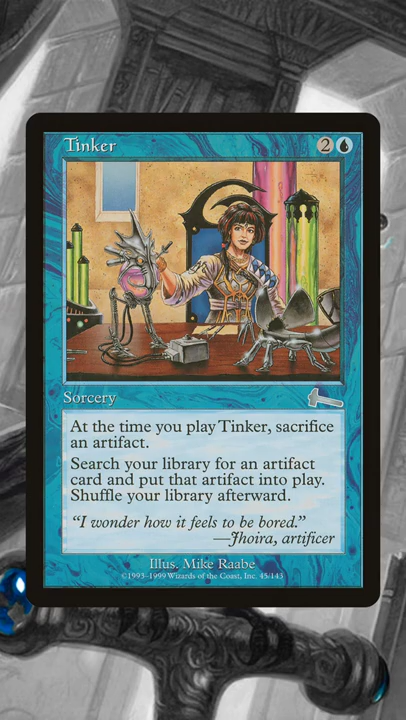 Tinker 2
Sorcery
At the time you play Tinker, sacrifice
an artifact.
Search your library for an artifact
card and put that artifact into play.
Shuffle your library afterward.
“I wonder how it feels to be bored.”
—Jhoira, artificer
Illus. Mike Raabe
©1993–1999 Wizards of the Coast, Inc. 45/143